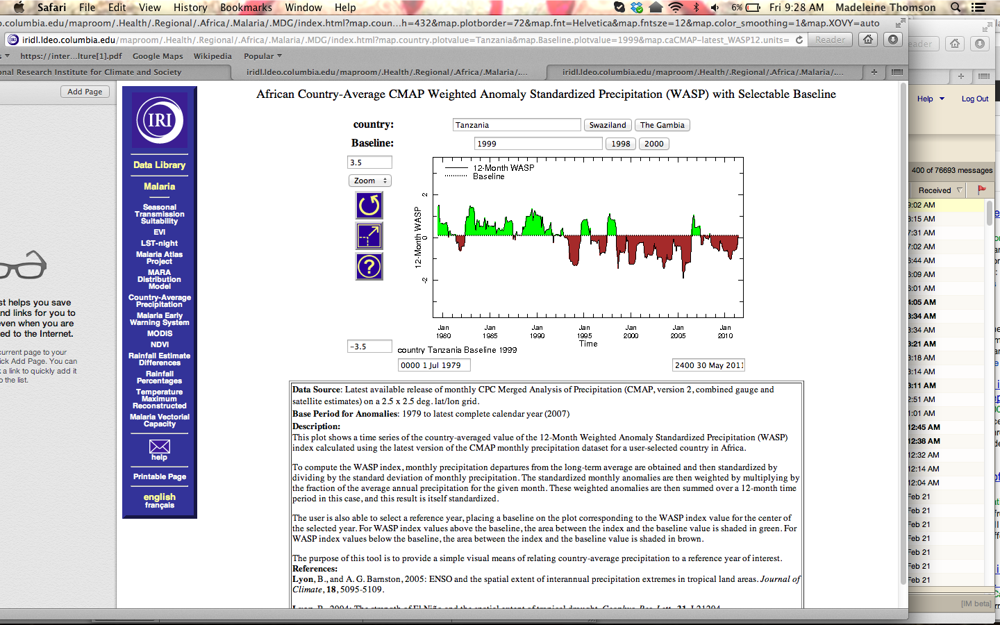 Safari File Edit View History Bookmarks Window Help 6% Fri 9:28 AM Madeleine Thomson
.columbia.edu/maproom/.Health/.Regional/.Africa/.Malaria/.MDG/index.html?map.coun...h=432&map.plotborder=72&map.fnt=Helvetica&map.fntsze=12&map.color_smoothing=1&map.XOVY=auto
iridl.ldeo.columbia.edu/maproom/.Health/.Regional/.Africa/.Malaria/.MDG/index.html?map.country.plotvalue=Tanzania&map.Baseline.plotvalue=1999&map.caCMAP-latest_WASP12.units= Reader
https://inter...lture[1].pdf Google Maps Wikipedia Popular
onal Research Institute for Climate and Society iridl.ldeo.columbia.edu/maproom/.Health/.Regional/.Africa/.Malaria/.... iridl.ldeo.columbia.edu/maproom/.Health/.Regional/.Africa/.Malaria/....
Add Page
st helps you save
nd links for you to
even when you are
ted to the Internet.
current page to your
ick Add Page. You can
k a link to quickly add it
o the list.
IRI
Data Library
Malaria
Seasonal
Transmission
Suitability
EVI
LST-night
Malaria Atlas
Project
MARA
Distribution
Model
Country-Average
Precipitation
Malaria Early
Warning System
MODIS
NDVI
Rainfall Estimate
Differences
Rainfall
Percentages
Temperature
Maximum
Reconstructed
Malaria Vectorial
Capacity
help
Printable Page
english
français
African Country-Average CMAP Weighted Anomaly Standardized Precipitation (WASP) with Selectable Baseline
country: Tanzania Swaziland The Gambia
Baseline: 1999 1998 2000
3.5
Zoom
?
12-Month WASP
Baseline
12-Month WASP
2
0
-2
Jan Jan Jan Jan Jan Jan Jan
1980 1985 1990 1995 2000 2005 2010
Time
-3.5
country Tanzania Baseline 1999
0000 1 Jul 1979 2400 30 May 2011
Data Source: Latest available release of monthly CPC Merged Analysis of Precipitation (CMAP, version 2, combined gauge and
satellite estimates) on a 2.5 x 2.5 deg. lat/lon grid.
Base Period for Anomalies: 1979 to latest complete calendar year (2007)
Description:
This plot shows a time series of the country-averaged value of the 12-Month Weighted Anomaly Standardized Precipitation (WASP)
index calculated using the latest version of the CMAP monthly precipitation dataset for a user-selected country in Africa.
To compute the WASP index, monthly precipitation departures from the long-term average are obtained and then standardized by
dividing by the standard deviation of monthly precipitation. The standardized monthly anomalies are then weighted by multiplying by
the fraction of the average annual precipitation for the given month. These weighted anomalies are then summed over a 12-month time
period in this case, and this result is itself standardized.
The user is also able to select a reference year, placing a baseline on the plot corresponding to the WASP index value for the center of
the selected year. For WASP index values above the baseline, the area between the index and the baseline value is shaded in green. For
WASP index values below the baseline, the area between the index and the baseline value is shaded in brown.
The purpose of this tool is to provide a simple visual means of relating country-average precipitation to a reference year of interest.
References:
Lyon, B., and A. G. Barnston, 2005: ENSO and the spatial extent of interannual precipitation extremes in tropical land areas. Journal of
Climate, 18, 5095-5109.
Help Log Out
400 of 76693 messages
Received
9:02 AM
8:15 AM
7:31 AM
7:02 AM
6:44 AM
6:09 AM
6:01 AM
4:05 AM
3:34 AM
3:34 AM
3:21 AM
3:18 AM
3:14 AM
3:11 AM
2:51 AM
1:01 AM
12:45 AM
12:38 AM
12:32 AM
12:14 AM
12:04 AM
Feb 21
Feb 21
Feb 21
Feb 21
Feb 21
Feb 21
Feb 21
[IM beta]